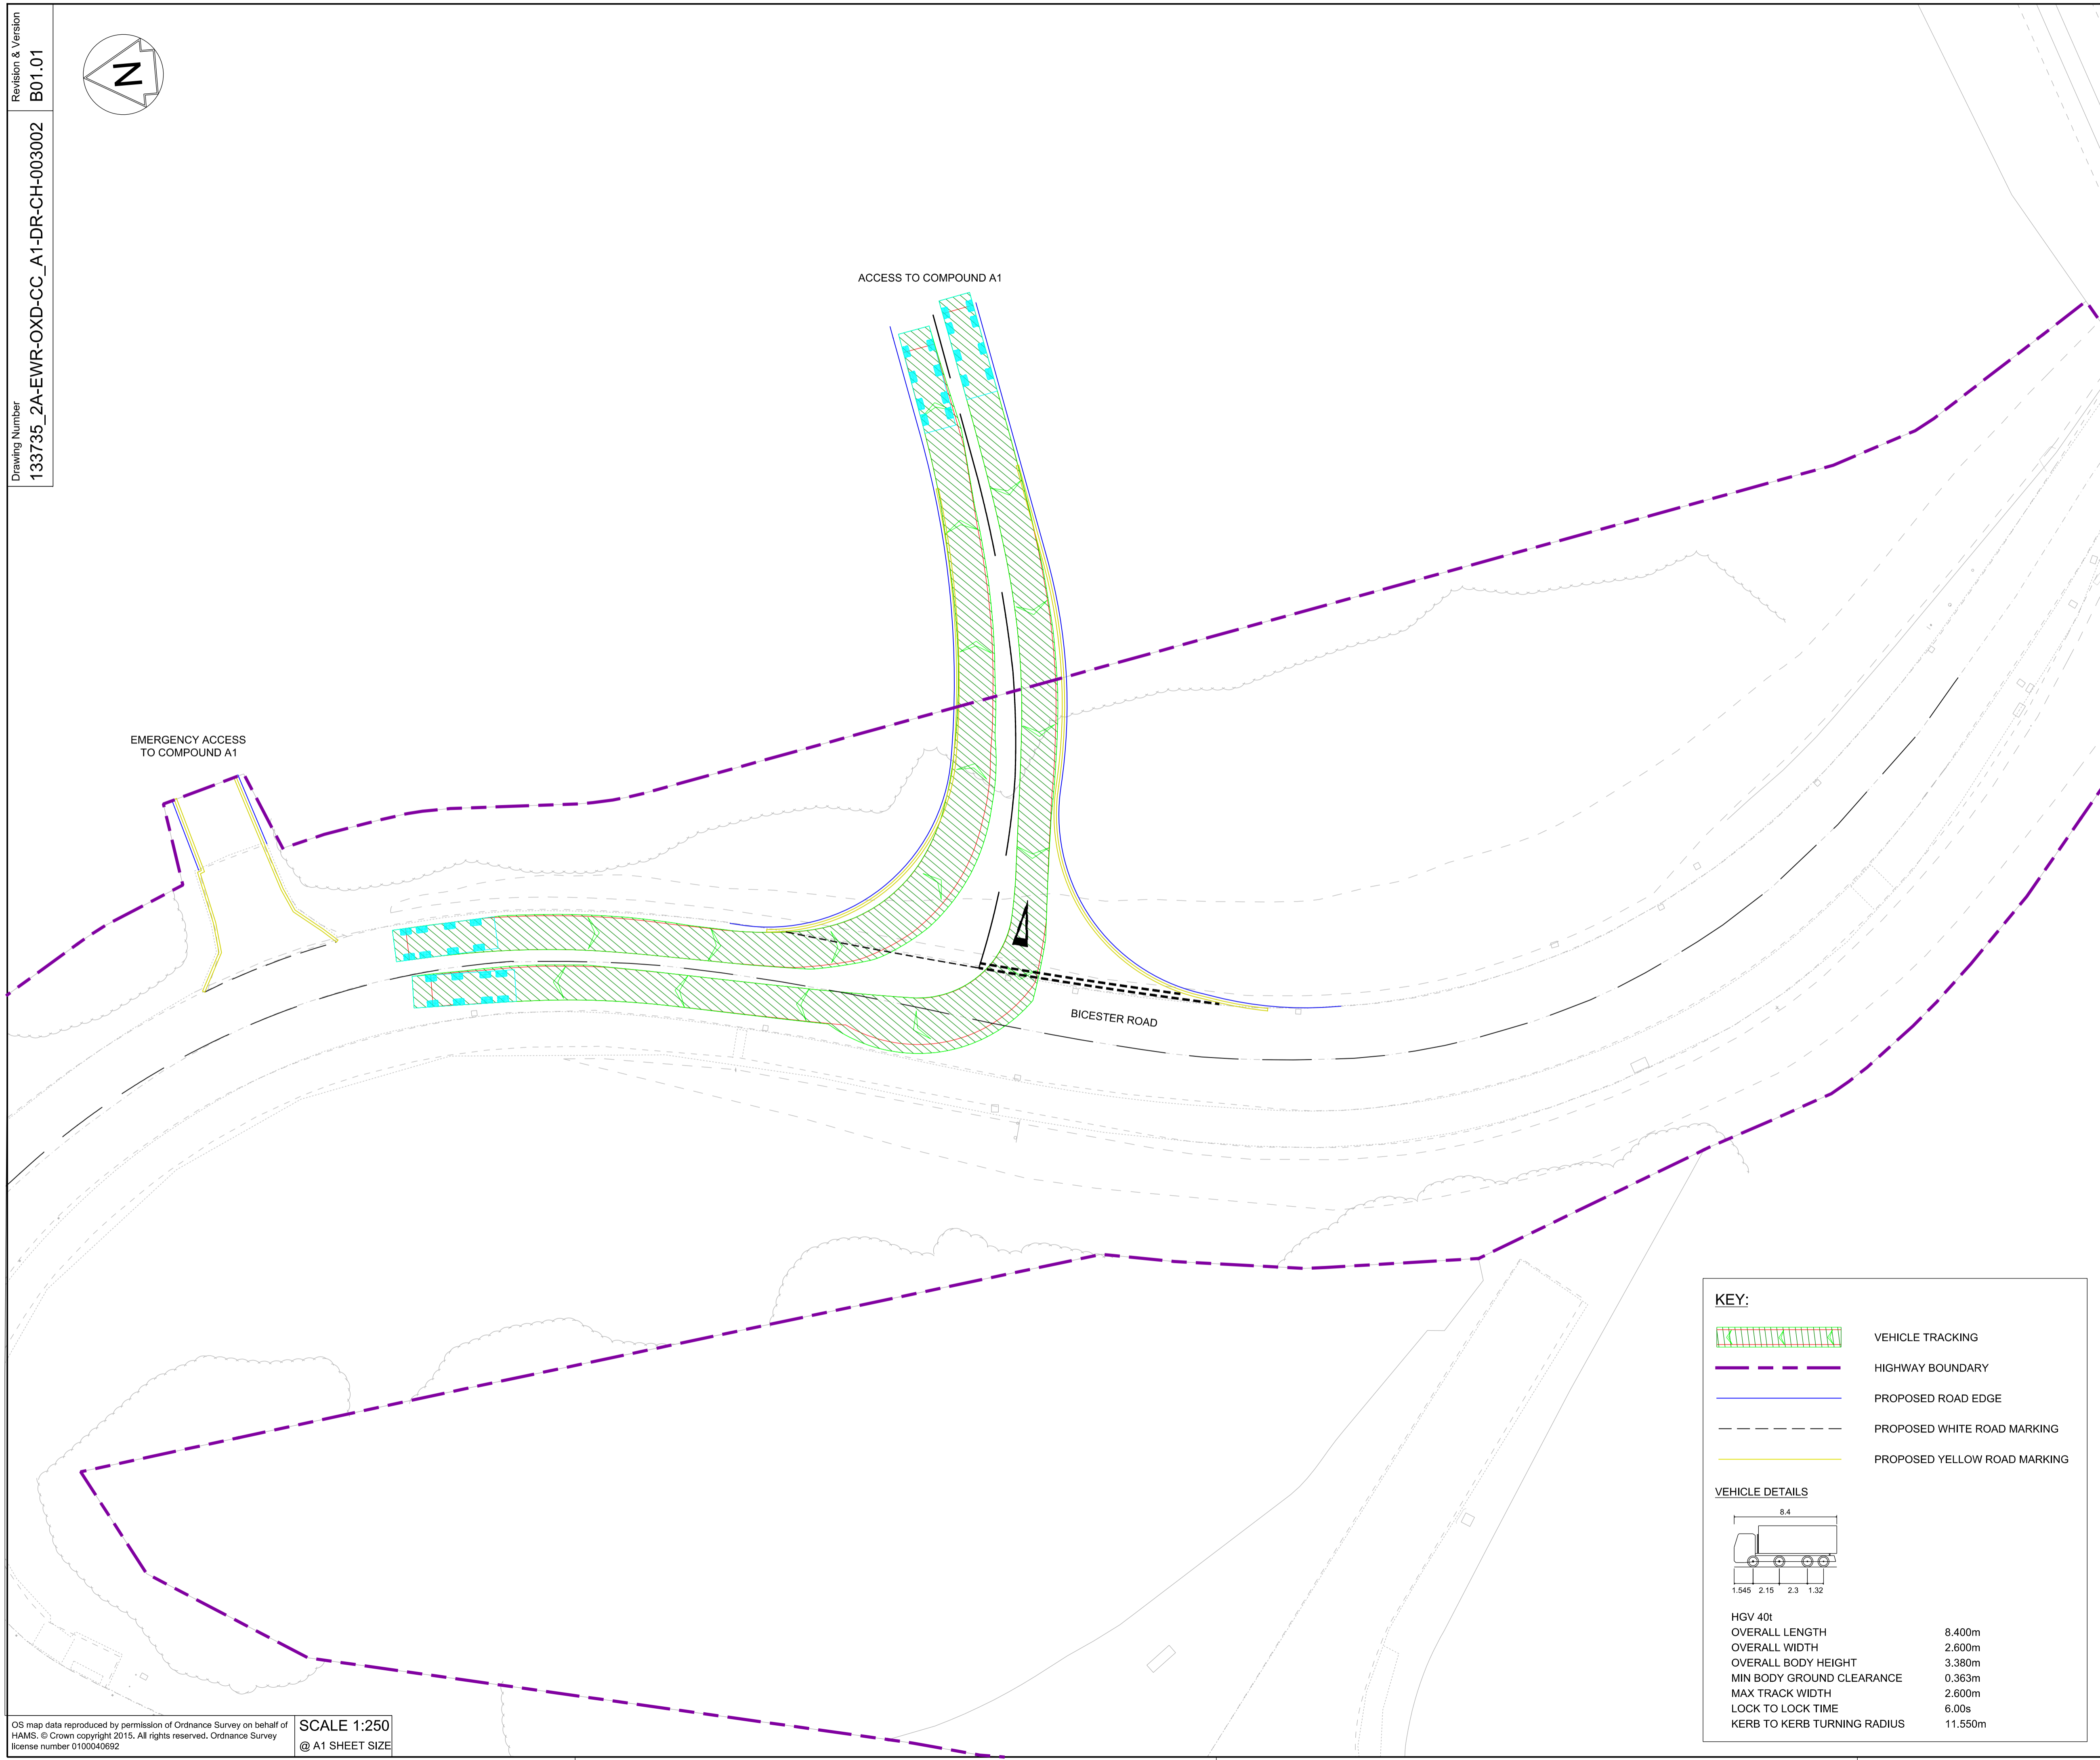 Revision & Version
B01.01
Drawing Number
133735_2A-EWR-OXD-CC_A1-DR-CH-003002
N
ACCESS TO COMPOUND A1
EMERGENCY ACCESS
TO COMPOUND A1
BICESTER ROAD
KEY:
VEHICLE TRACKING
HIGHWAY BOUNDARY
PROPOSED ROAD EDGE
PROPOSED WHITE ROAD MARKING
PROPOSED YELLOW ROAD MARKING
VEHICLE DETAILS
8.4
1.545 2.15 2.3 1.32
HGV 40t
OVERALL LENGTH 8.400m
OVERALL WIDTH 2.600m
OVERALL BODY HEIGHT 3.380m
MIN BODY GROUND CLEARANCE 0.363m
MAX TRACK WIDTH 2.600m
LOCK TO LOCK TIME 6.00s
KERB TO KERB TURNING RADIUS 11.550m
OS map data reproduced by permission of Ordnance Survey on behalf of
HAMS. © Crown copyright 2015. All rights reserved. Ordnance Survey
license number 0100040692
SCALE 1:250
@ A1 SHEET SIZE